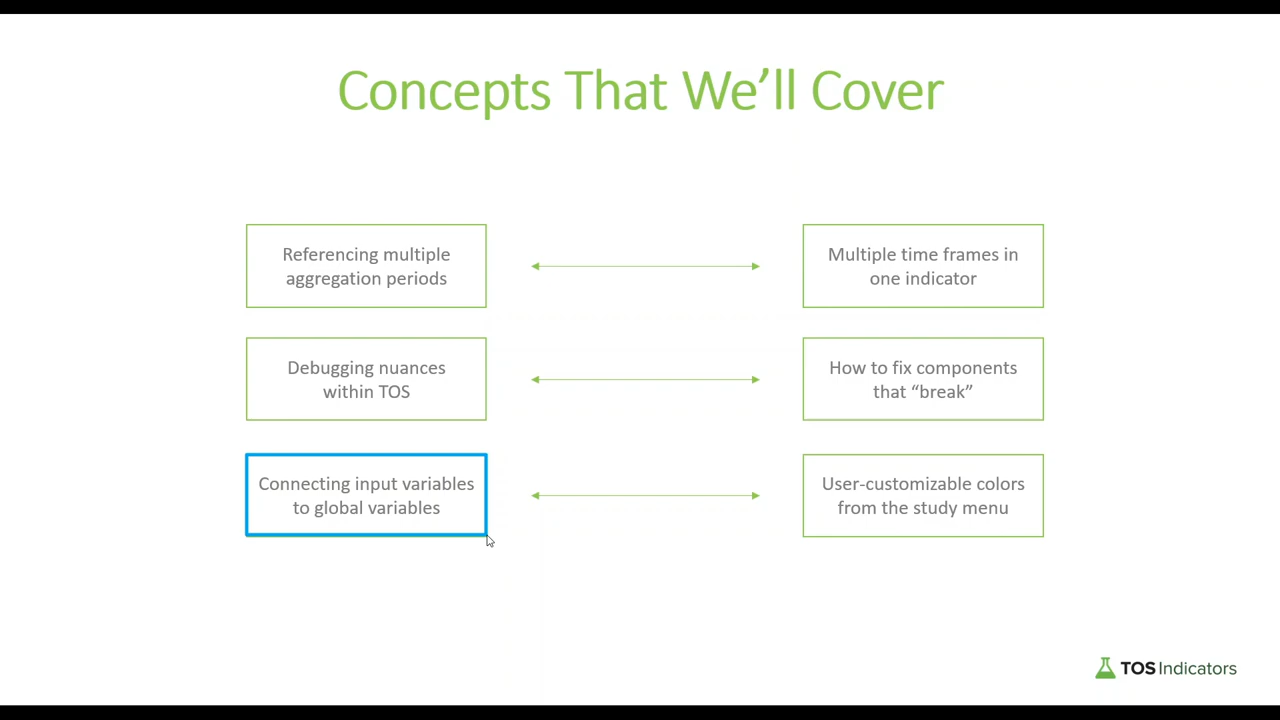 Concepts That We’ll Cover
Referencing multiple
aggregation periods
Multiple time frames in
one indicator
Debugging nuances
within TOS
How to fix components
that “break”
Connecting input variables
to global variables
User-customizable colors
from the study menu
TOS Indicators